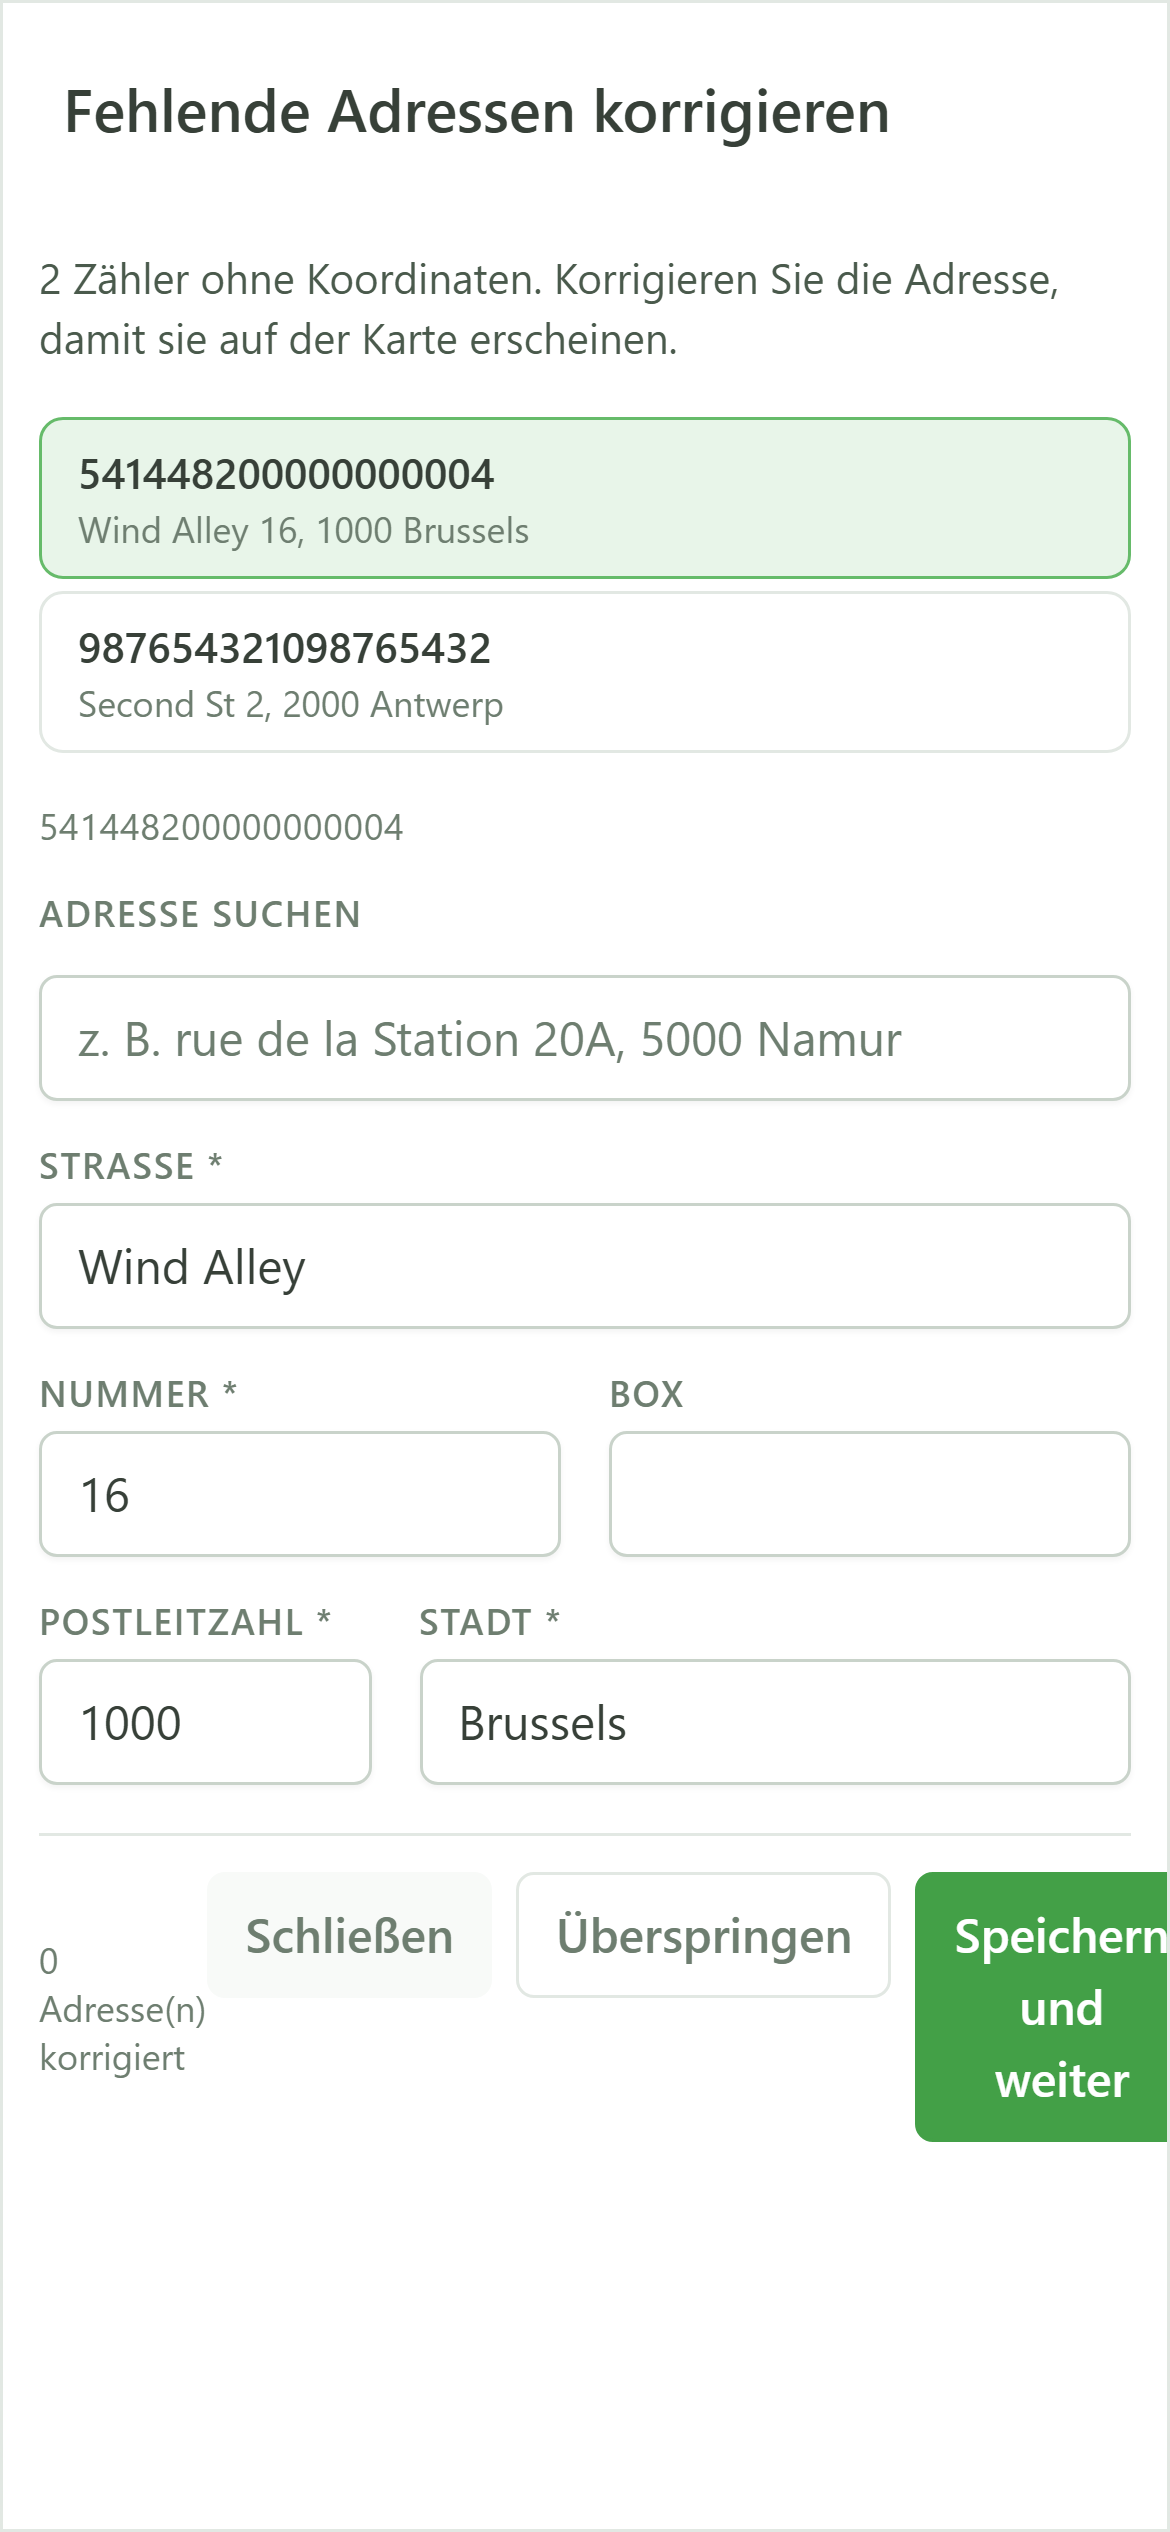 Fehlende Adressen korrigieren
2 Zähler ohne Koordinaten. Korrigieren Sie die Adresse,
damit sie auf der Karte erscheinen.
541448200000000004
Wind Alley 16, 1000 Brussels
987654321098765432
Second St 2, 2000 Antwerp
541448200000000004
ADRESSE SUCHEN
z. B. rue de la Station 20A, 5000 Namur
STRASSE *
Wind Alley
NUMMER *
BOX
16
POSTLEITZAHL *
STADT *
1000
Brussels
0
Adresse(n)
korrigiert
Schließen
Überspringen
Speichern
und
weiter